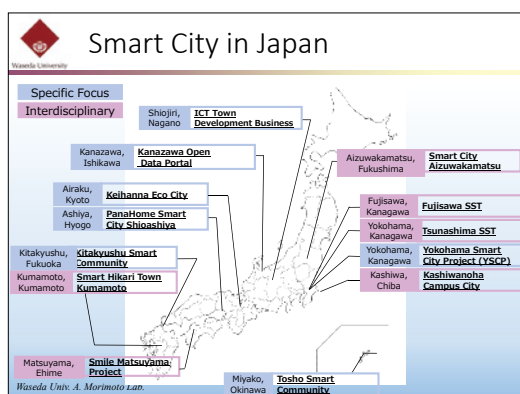 Smart City in Japan
Waseda University
Specific Focus
Interdisciplinary
Shiojiri,
Nagano
ICT Town
Development Business
Kanazawa,
Ishikawa
Kanazawa Open
Data Portal
Airaku,
Kyoto
Keihanna Eco City
Ashiya,
Hyogo
PanaHome Smart
City Shioashiya
Kitakyushu,
Fukuoka
Kitakyushu Smart
Community
Kumamoto,
Kumamoto
Smart Hikari Town
Kumamoto
Matsuyama,
Ehime
Smile Matsuyama
Project
Aizuwakamatsu,
Fukushima
Smart City
Aizuwakamatsu
Fujisawa,
Kanagawa
Fujisawa SST
Yokohama,
Kanagawa
Tsunashima SST
Yokohama,
Kanagawa
Yokohama Smart
City Project (YSCP)
Kashiwa,
Chiba
Kashiwanoha
Campus City
Miyako,
Okinawa
Tosho Smart
Community
Waseda Univ. A. Morimoto Lab.